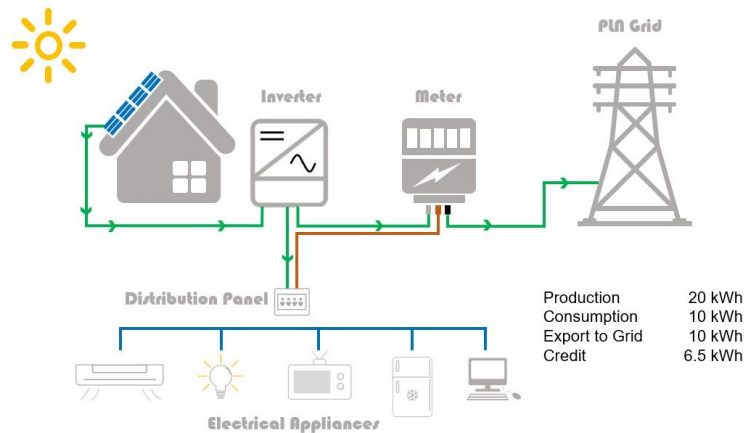 PLN Grid
Inverter
Meter
Distribution Panel
Production 20 kWh
Consumption 10 kWh
Export to Grid 10 kWh
Credit 6.5 kWh
Electrical Appliances